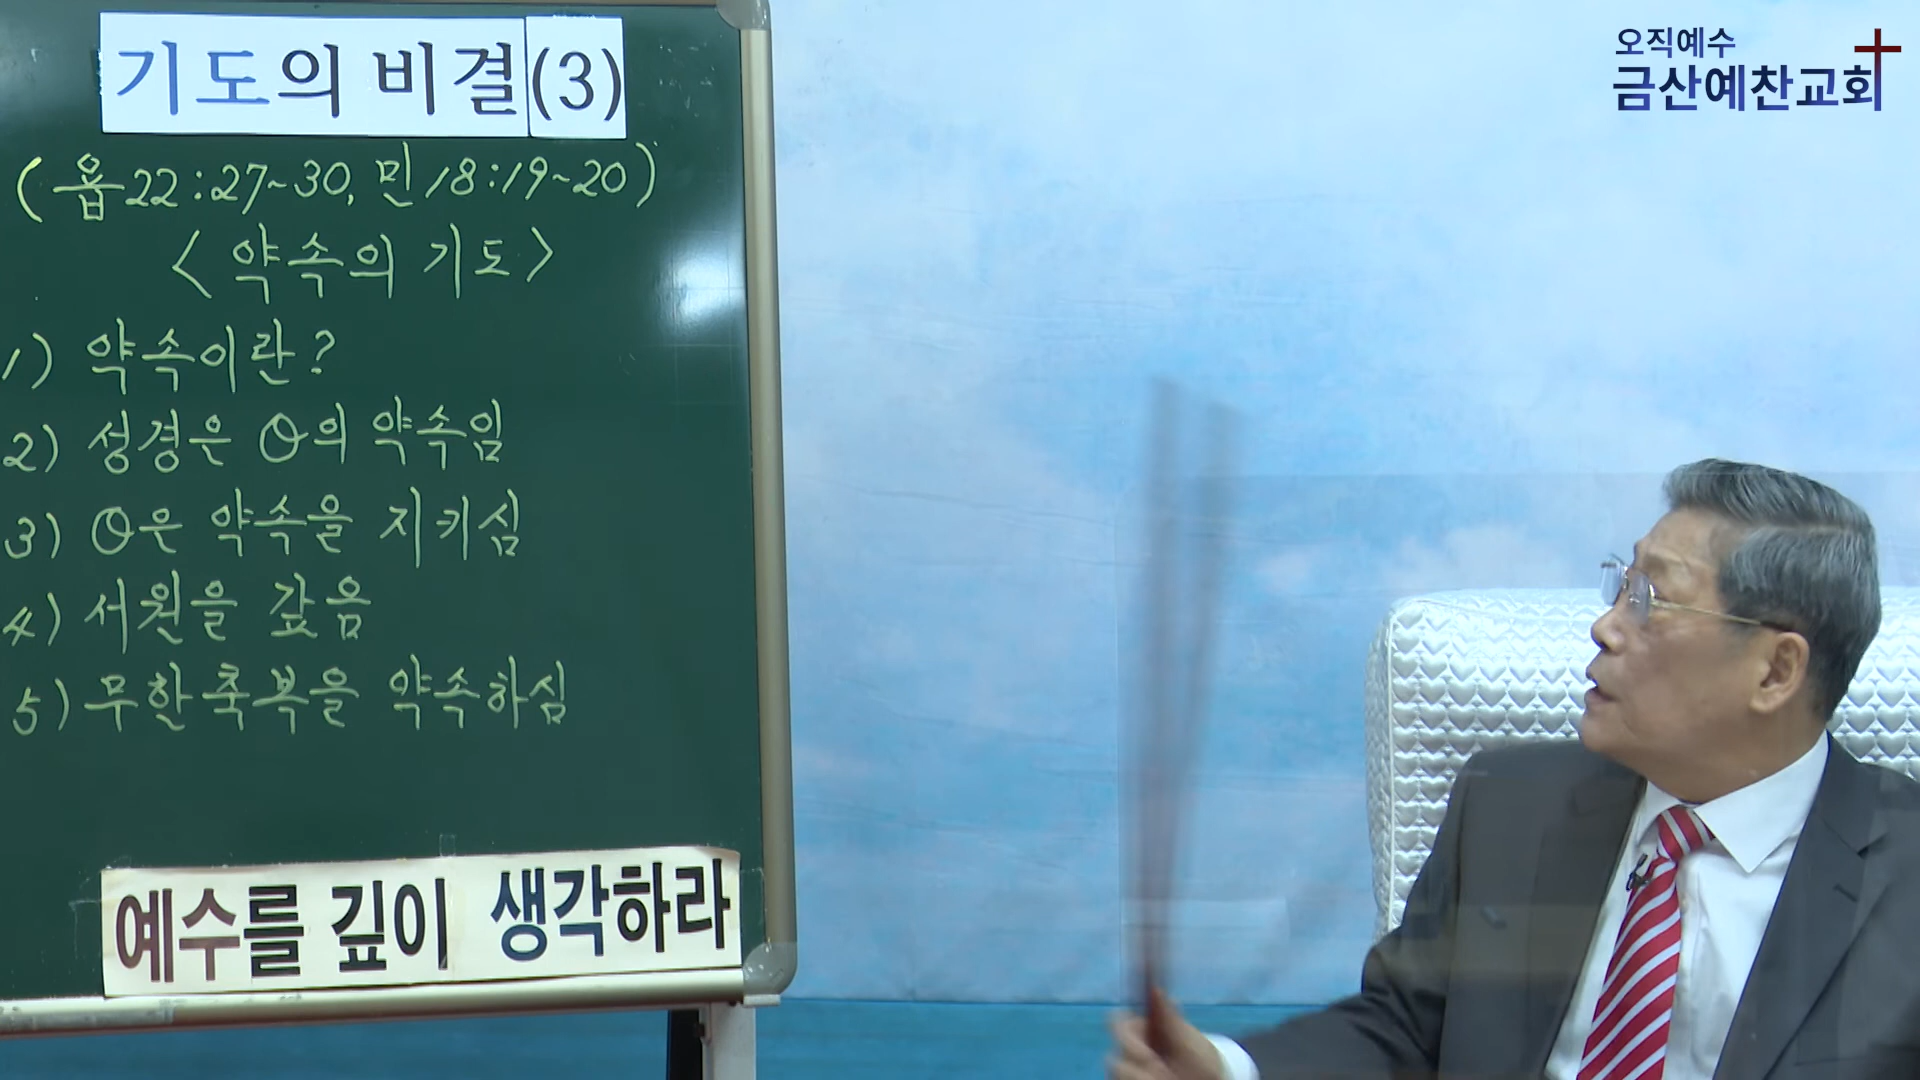 기도의 비결(3)
(욥22:27~30, 민18:19~20)
<약속의 기도>
1) 약속이란?
2) 성경은 O의 약속임
3) O은 약속을 지키심
4) 서원을 갚음
5) 무한축복을 약속하심
예수를 깊이 생각하라
오직예수
금산예찬교회